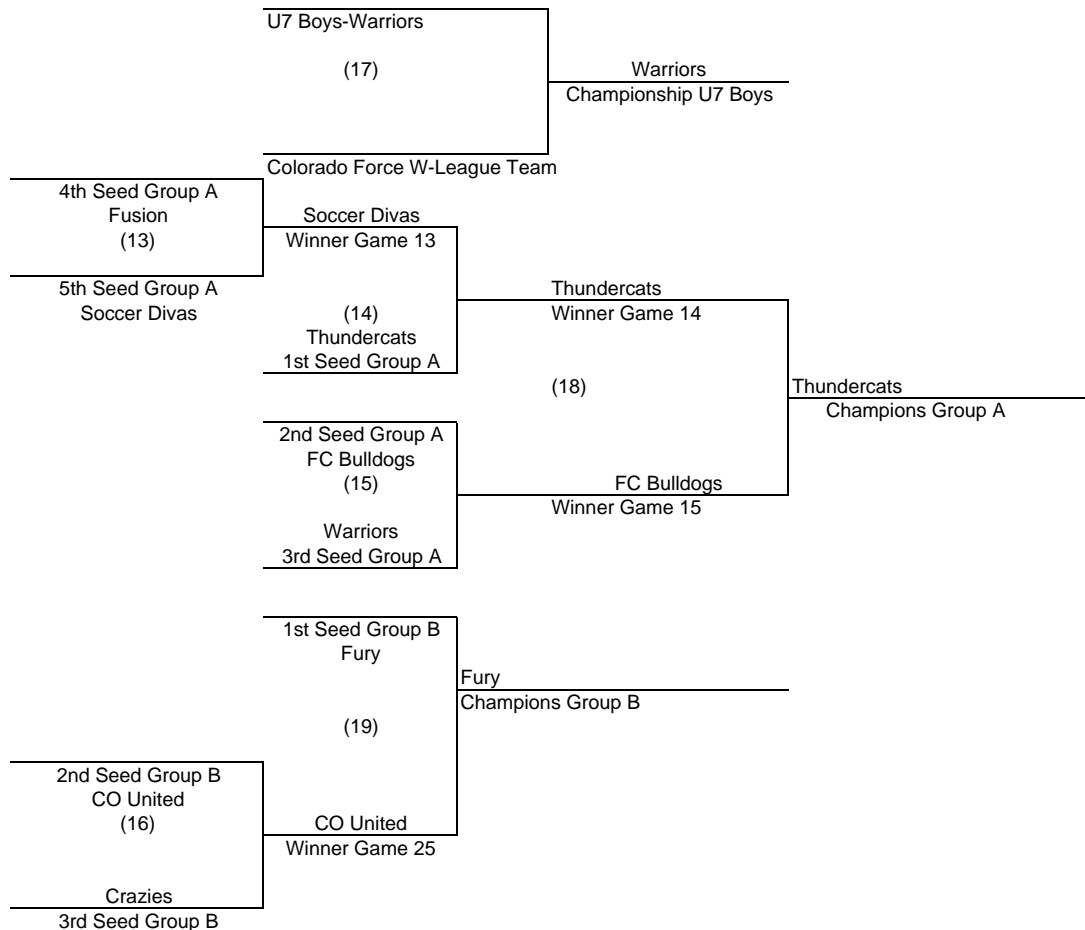 U7 Boys-Warriors
(17)
Warriors
Championship U7 Boys
Colorado Force W-League Team
4th Seed Group A
Fusion
(13)
Soccer Divas
Winner Game 13
5th Seed Group A
Soccer Divas
(14)
Thundercats
1st Seed Group A
Thundercats
Winner Game 14
(18)
Thundercats
Champions Group A
2nd Seed Group A
FC Bulldogs
(15)
FC Bulldogs
Winner Game 15
Warriors
3rd Seed Group A
1st Seed Group B
Fury
Fury
Champions Group B
(19)
2nd Seed Group B
CO United
(16)
CO United
Winner Game 25
Crazies
3rd Seed Group B